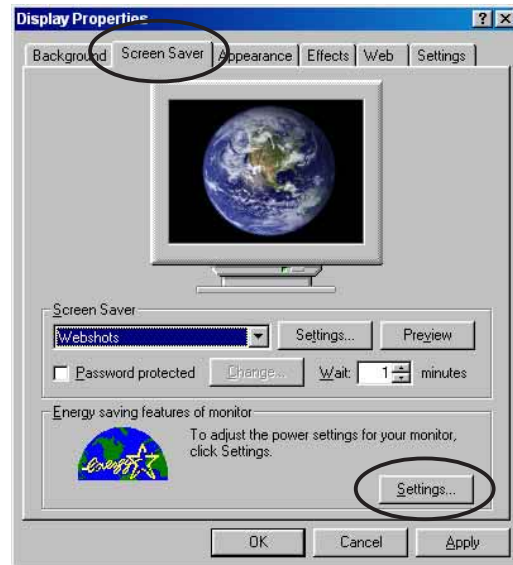 Display Properties
Background Screen Saver Appearance Effects Web Settings
Screen Saver
Webshots Settings... Preview
Password protected Change... Wait: 1 minutes
Energy saving features of monitor
To adjust the power settings for your monitor,
click Settings.
energy
Settings...
OK Cancel Apply